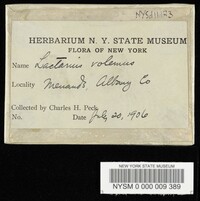 NYSf1123
HERBARIUM N. Y. STATE MUSEUM
FLORA OF NEW YORK
Name Lactarius volemus
Locality Menands Albany Co
Collected by Charles H. Peck
No. Date July 20, 1906
NEW YORK STATE MUSEUM
NYSM 0 000 009 389